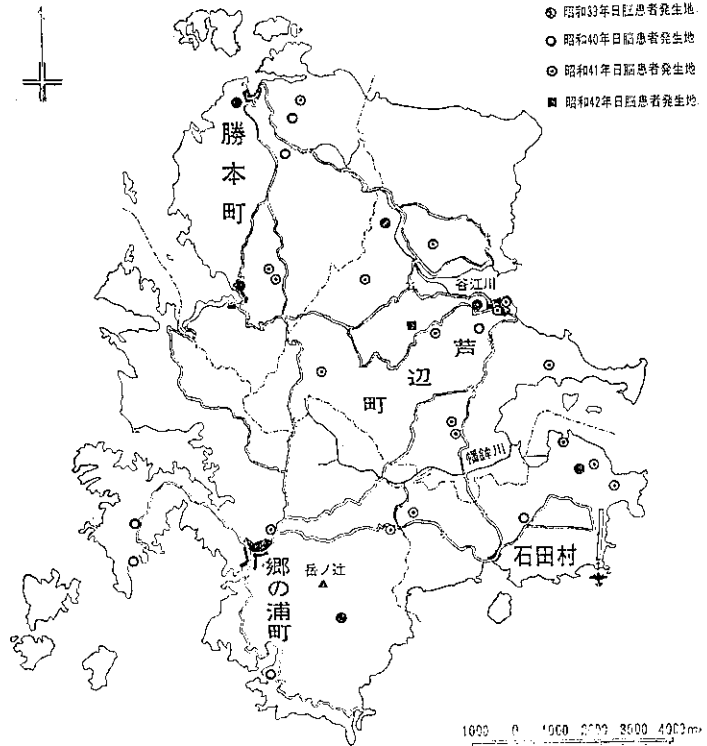 昭和39年日脳患者発生地
昭和40年日脳患者発生地
昭和41年日脳患者発生地
昭和42年日脳患者発生地
勝本町
谷江川
芦辺町
幡鉾川
石田村
岳ノ辻
郷の浦町
1000 0 1000 2000 3000 4000m